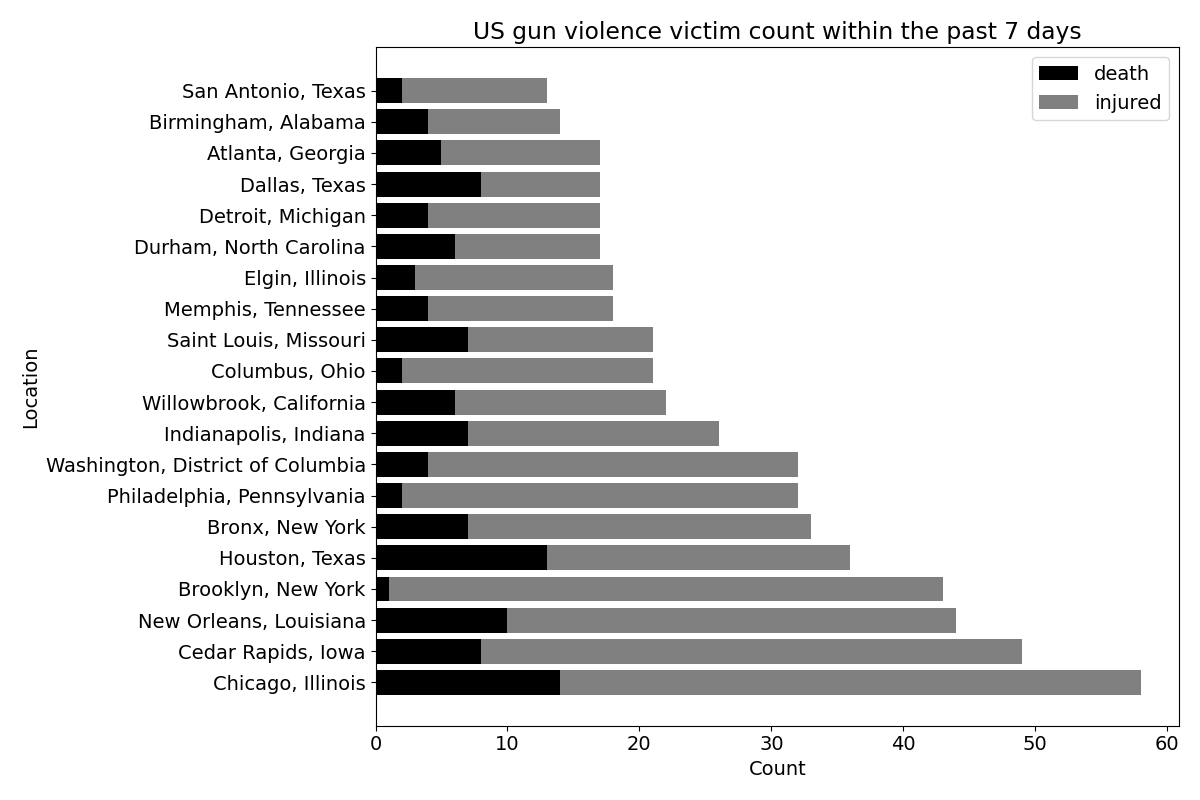 US gun violence victim count within the past 7 days
death
injured
San Antonio, Texas
Birmingham, Alabama
Atlanta, Georgia
Dallas, Texas
Detroit, Michigan
Durham, North Carolina
Elgin, Illinois
Memphis, Tennessee
Saint Louis, Missouri
Columbus, Ohio
Willowbrook, California
Indianapolis, Indiana
Washington, District of Columbia
Philadelphia, Pennsylvania
Bronx, New York
Houston, Texas
Brooklyn, New York
New Orleans, Louisiana
Cedar Rapids, Iowa
Chicago, Illinois
Location
0 10 20 30 40 50 60
Count